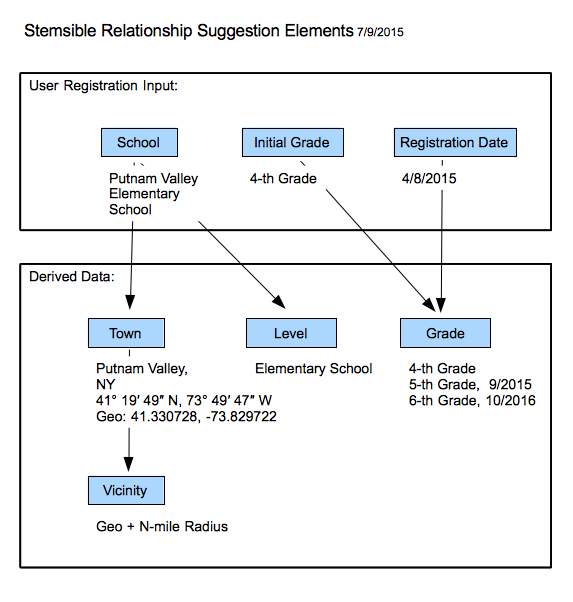 Stemsible Relationship Suggestion Elements 7/9/2015
User Registration Input:
School
Initial Grade
Registration Date
Putnam Valley
Elementary
School
4-th Grade
4/8/2015
Derived Data:
Town
Level
Grade
Putnam Valley,
NY
41° 19′ 49″ N, 73° 49′ 47″ W
Geo: 41.330728, -73.829722
Elementary School
4-th Grade
5-th Grade,  9/2015
6-th Grade, 10/2016
Vicinity
Geo + N-mile Radius